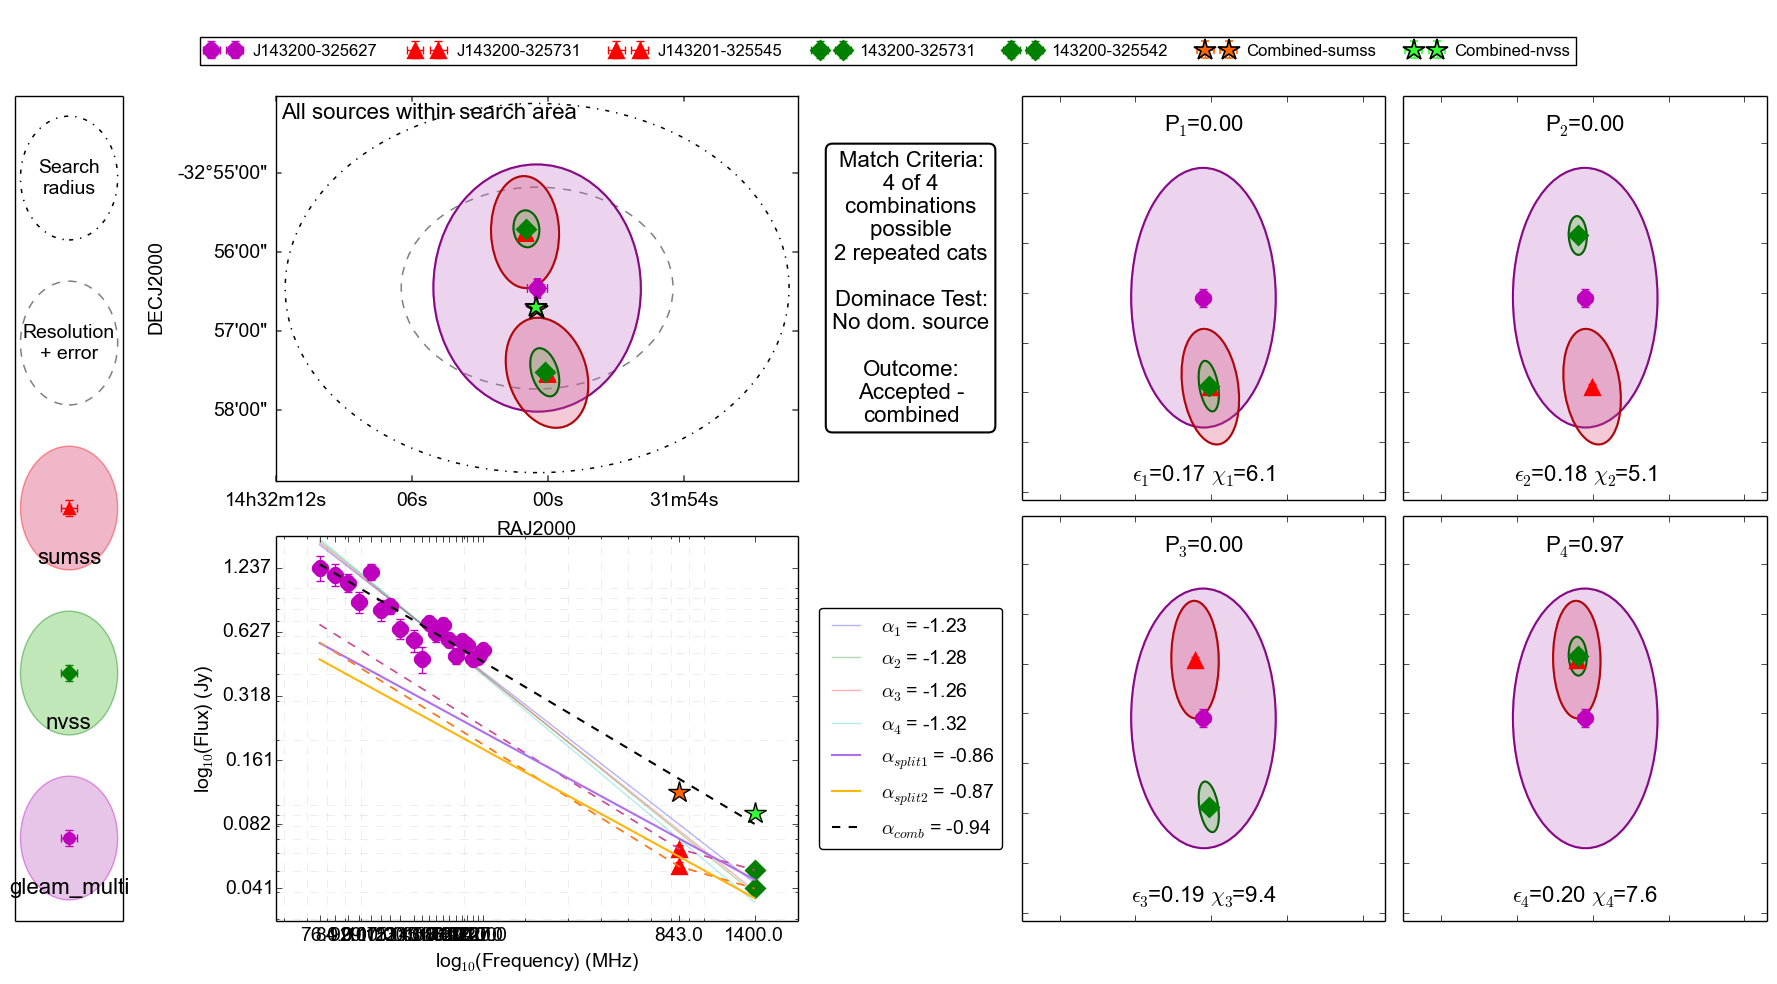 J143200-325627 J143200-325731 J143201-325545 143200-325731 143200-325542 Combined-sumss Combined-nvss
Search
radius
Resolution
+ error
sumss
nvss
gleam_multi
All sources within search area
DECJ2000
-32°55'00"
56'00"
57'00"
58'00"
14h32m12s 06s 00s 31m54s
RAJ2000
Match Criteria:
4 of 4
combinations
possible
2 repeated cats
Dominace Test:
No dom. source
Outcome:
Accepted -
combined
P1=0.00
ϵ1=0.17 χ1=6.1
P2=0.00
ϵ2=0.18 χ2=5.1
log10(Flux) (Jy)
1.237
0.627
0.318
0.161
0.082
0.041
843.0 1400.0
log10(Frequency) (MHz)
α1 = -1.23
α2 = -1.28
α3 = -1.26
α4 = -1.32
αsplit1 = -0.86
αsplit2 = -0.87
αcomb = -0.94
P3=0.00
ϵ3=0.19 χ3=9.4
P4=0.97
ϵ4=0.20 χ4=7.6